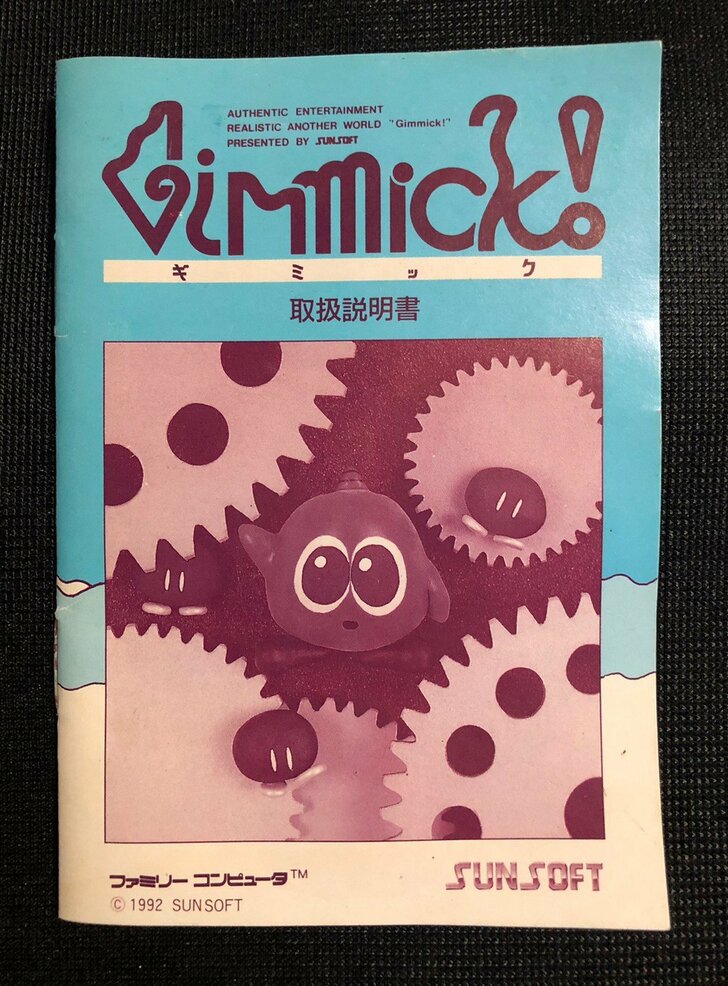 AUTHENTIC ENTERTAINMENT
REALISTIC ANOTHER WORLD "Gimmick!"
PRESENTED BY SUNSOFT
Gimmick!
ギミック
取扱説明書
ファミリーコンピュータ™
SUNSOFT
© 1992 SUNSOFT